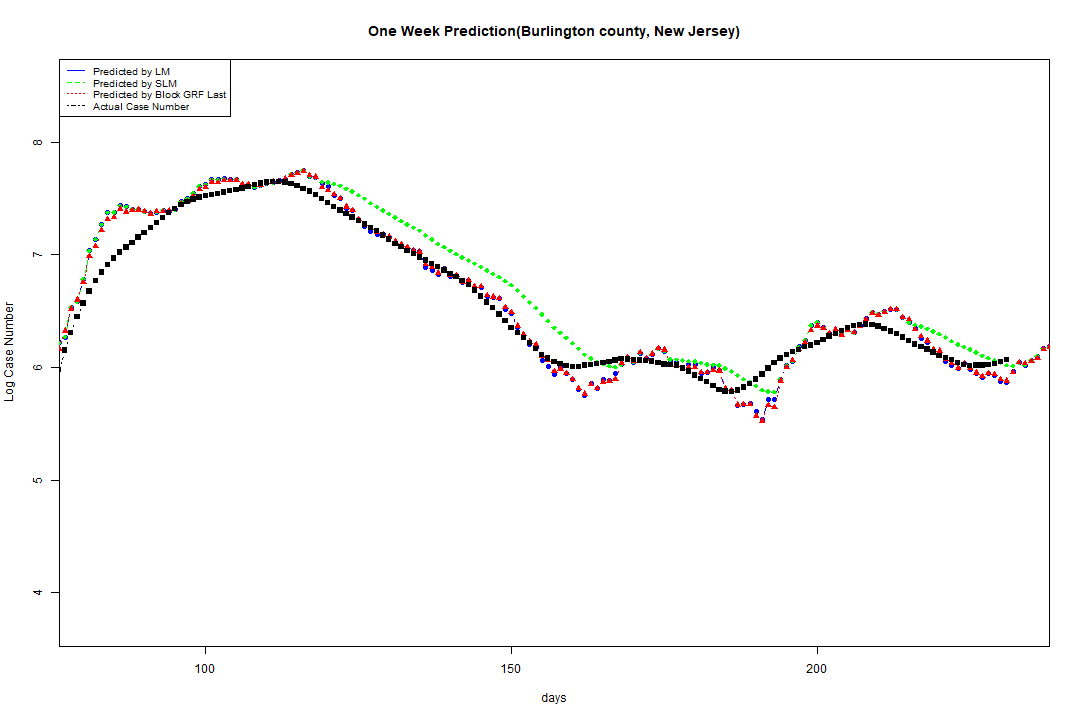 One Week Prediction(Burlington county, New Jersey)
Predicted by LM
Predicted by SLM
Predicted by Block GRF Last
Actual Case Number
8
7
6
5
4
Log Case Number
100 150 200
days